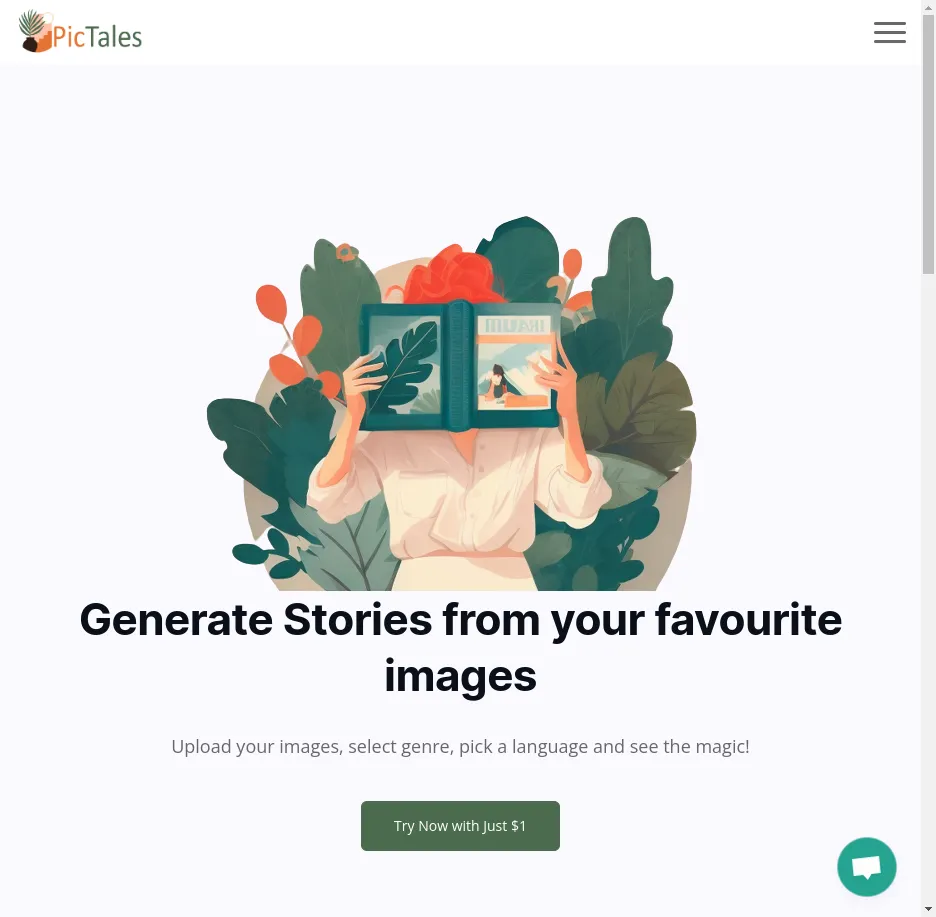 PicTales
Generate Stories from your favourite
images
Upload your images, select genre, pick a language and see the magic!
Try Now with Just $1